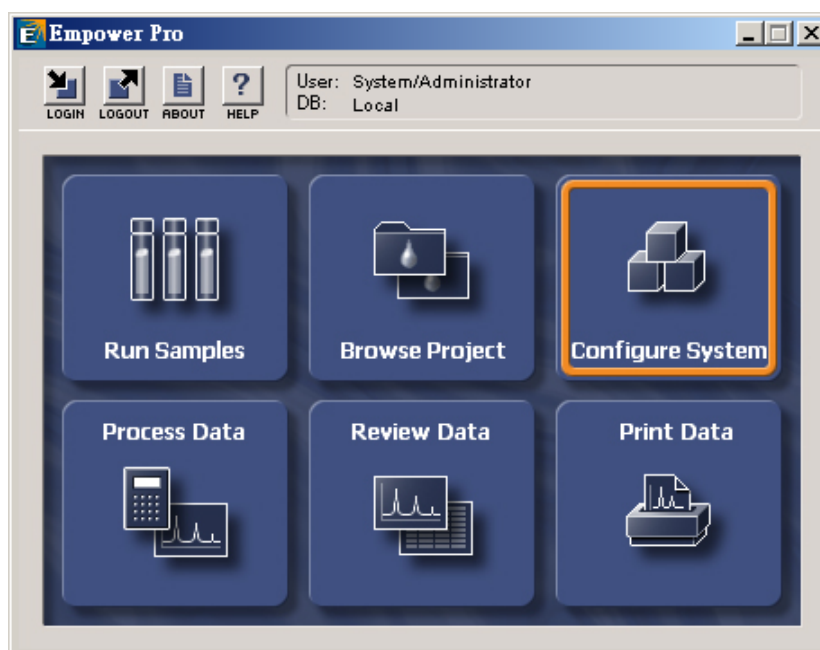 Empower Pro
LOGIN LOGOUT ABOUT HELP
User: System/Administrator
DB: Local
Run Samples
Browse Project
Configure System
Process Data
Review Data
Print Data